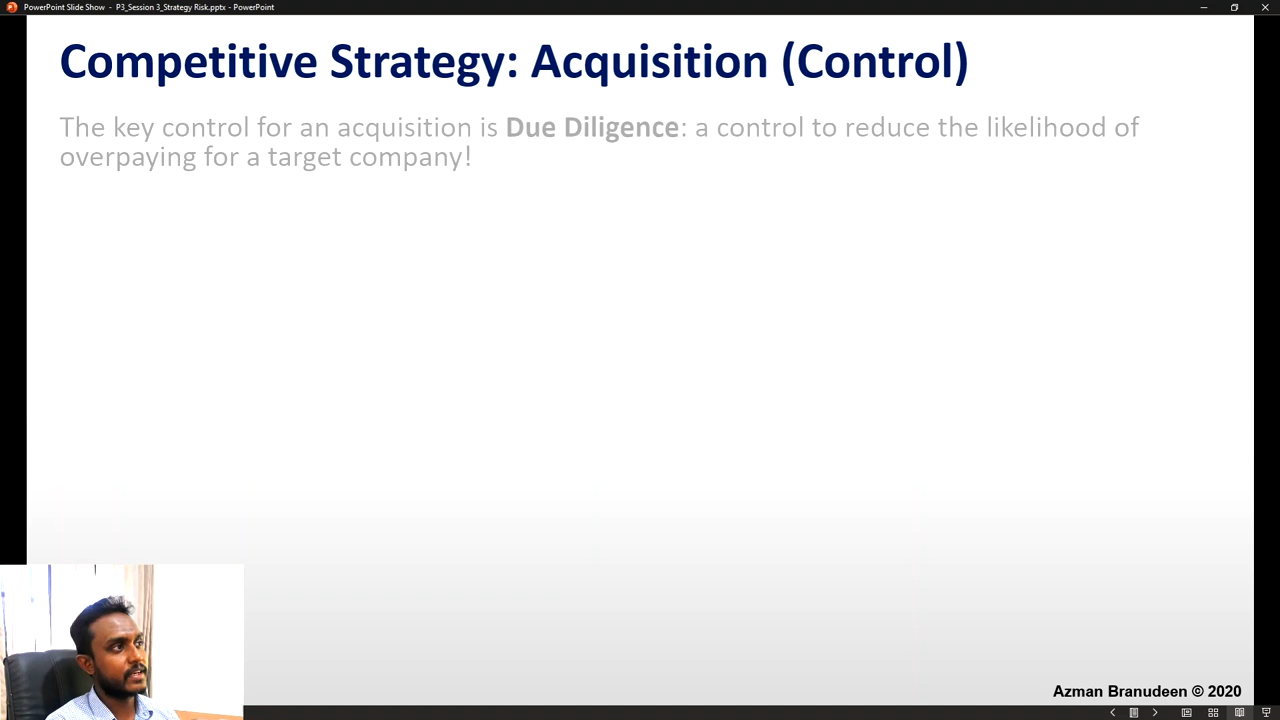 PowerPoint Slide Show - P3_Session 3_Strategy Risk.pptx - PowerPoint
Competitive Strategy: Acquisition (Control)
The key control for an acquisition is Due Diligence: a control to reduce the likelihood of
overpaying for a target company!
Azman Branudeen © 2020